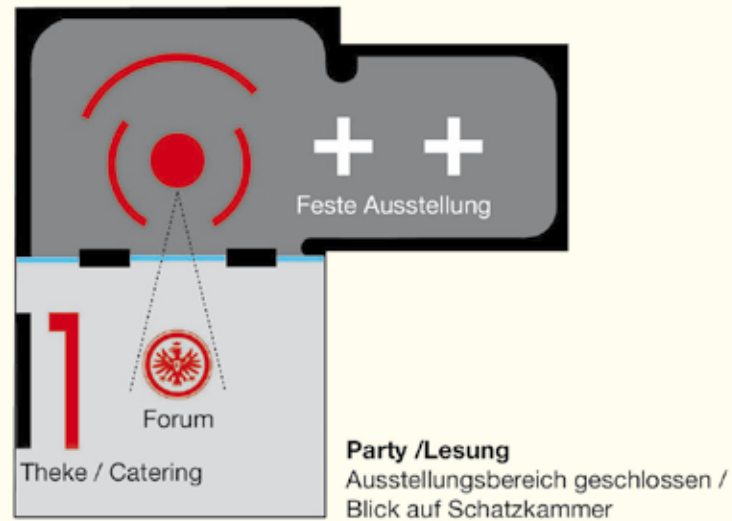 Feste Ausstellung
Forum
Theke / Catering
Party /Lesung
Ausstellungsbereich geschlossen /
Blick auf Schatzkammer